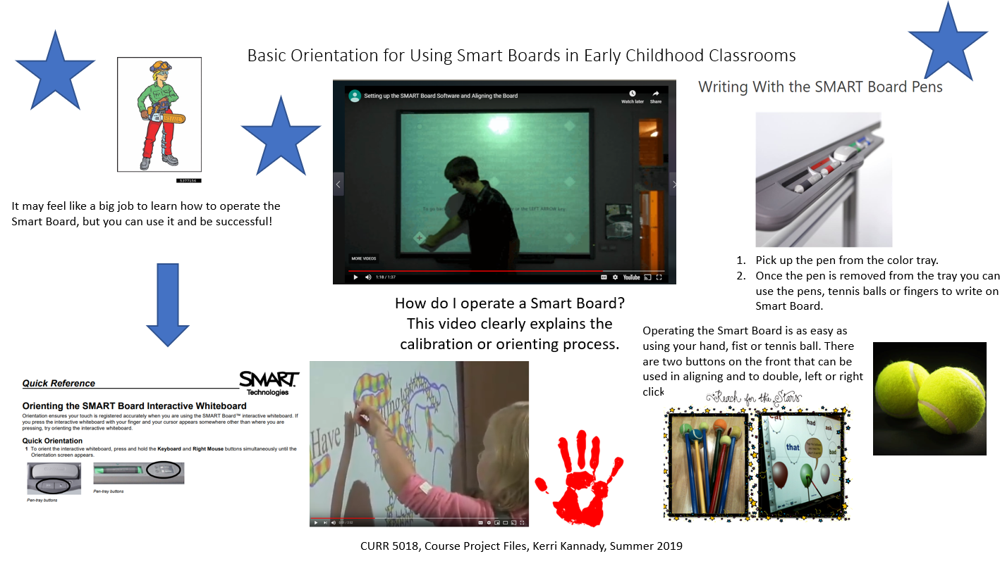 Basic Orientation for Using Smart Boards in Early Childhood Classrooms
5377156
It may feel like a big job to learn how to operate the
Smart Board, but you can use it and be successful!
Quick Reference
SMART
Technologies
Orienting the SMART Board Interactive Whiteboard
Orientation ensures your touch is registered accurately when you are using the SMART Board™ interactive whiteboard. If
you press the interactive whiteboard with your finger and your cursor appears somewhere other than where you are
pressing, try orienting the interactive whiteboard.
Quick Orientation
1 To orient the interactive whiteboard, press and hold the Keyboard and Right Mouse buttons simultaneously until the
Orientation screen appears.
Pen-tray buttons
Pen-tray buttons
Setting up the SMART Board Software and Aligning the Board
Watch later
Share
To go back
or the LEFT ARROW key.
MORE VIDEOS
1:18 / 1:37
YouTube
How do I operate a Smart Board?
This video clearly explains the
calibration or orienting process.
Have
Writing With the SMART Board Pens
1. Pick up the pen from the color tray.
2. Once the pen is removed from the tray you can
use the pens, tennis balls or fingers to write on
Smart Board.
Operating the Smart Board is as easy as
using your hand, fist or tennis ball. There
are two buttons on the front that can be
used in aligning and to double, left or right
click
Reach for the Stars
had
ask
that
bad
CURR 5018, Course Project Files, Kerri Kannady, Summer 2019